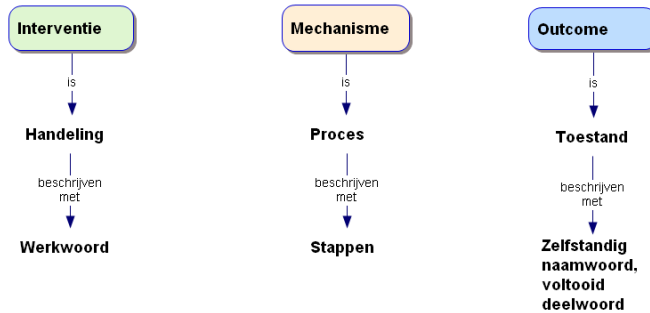 Interventie
is
Handeling
beschrijven
met
Werkwoord
Mechanisme
is
Proces
beschrijven
met
Stappen
Outcome
is
Toestand
beschrijven
met
Zelfstandig
naamwoord,
voltooid
deelwoord